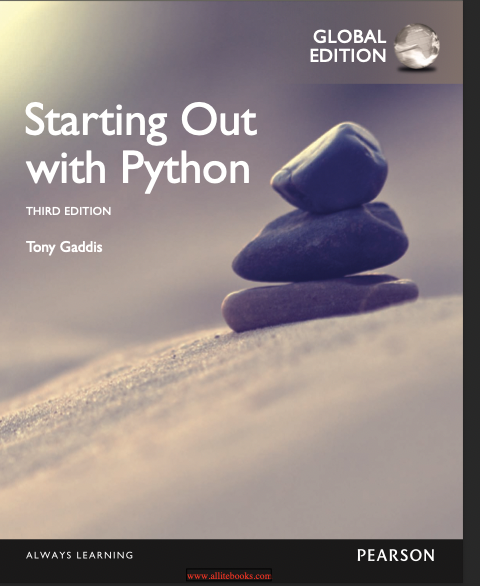 GLOBAL
EDITION
Starting Out
with Python
THIRD EDITION
Tony Gaddis
ALWAYS LEARNING
PEARSON
www.allitebooks.com